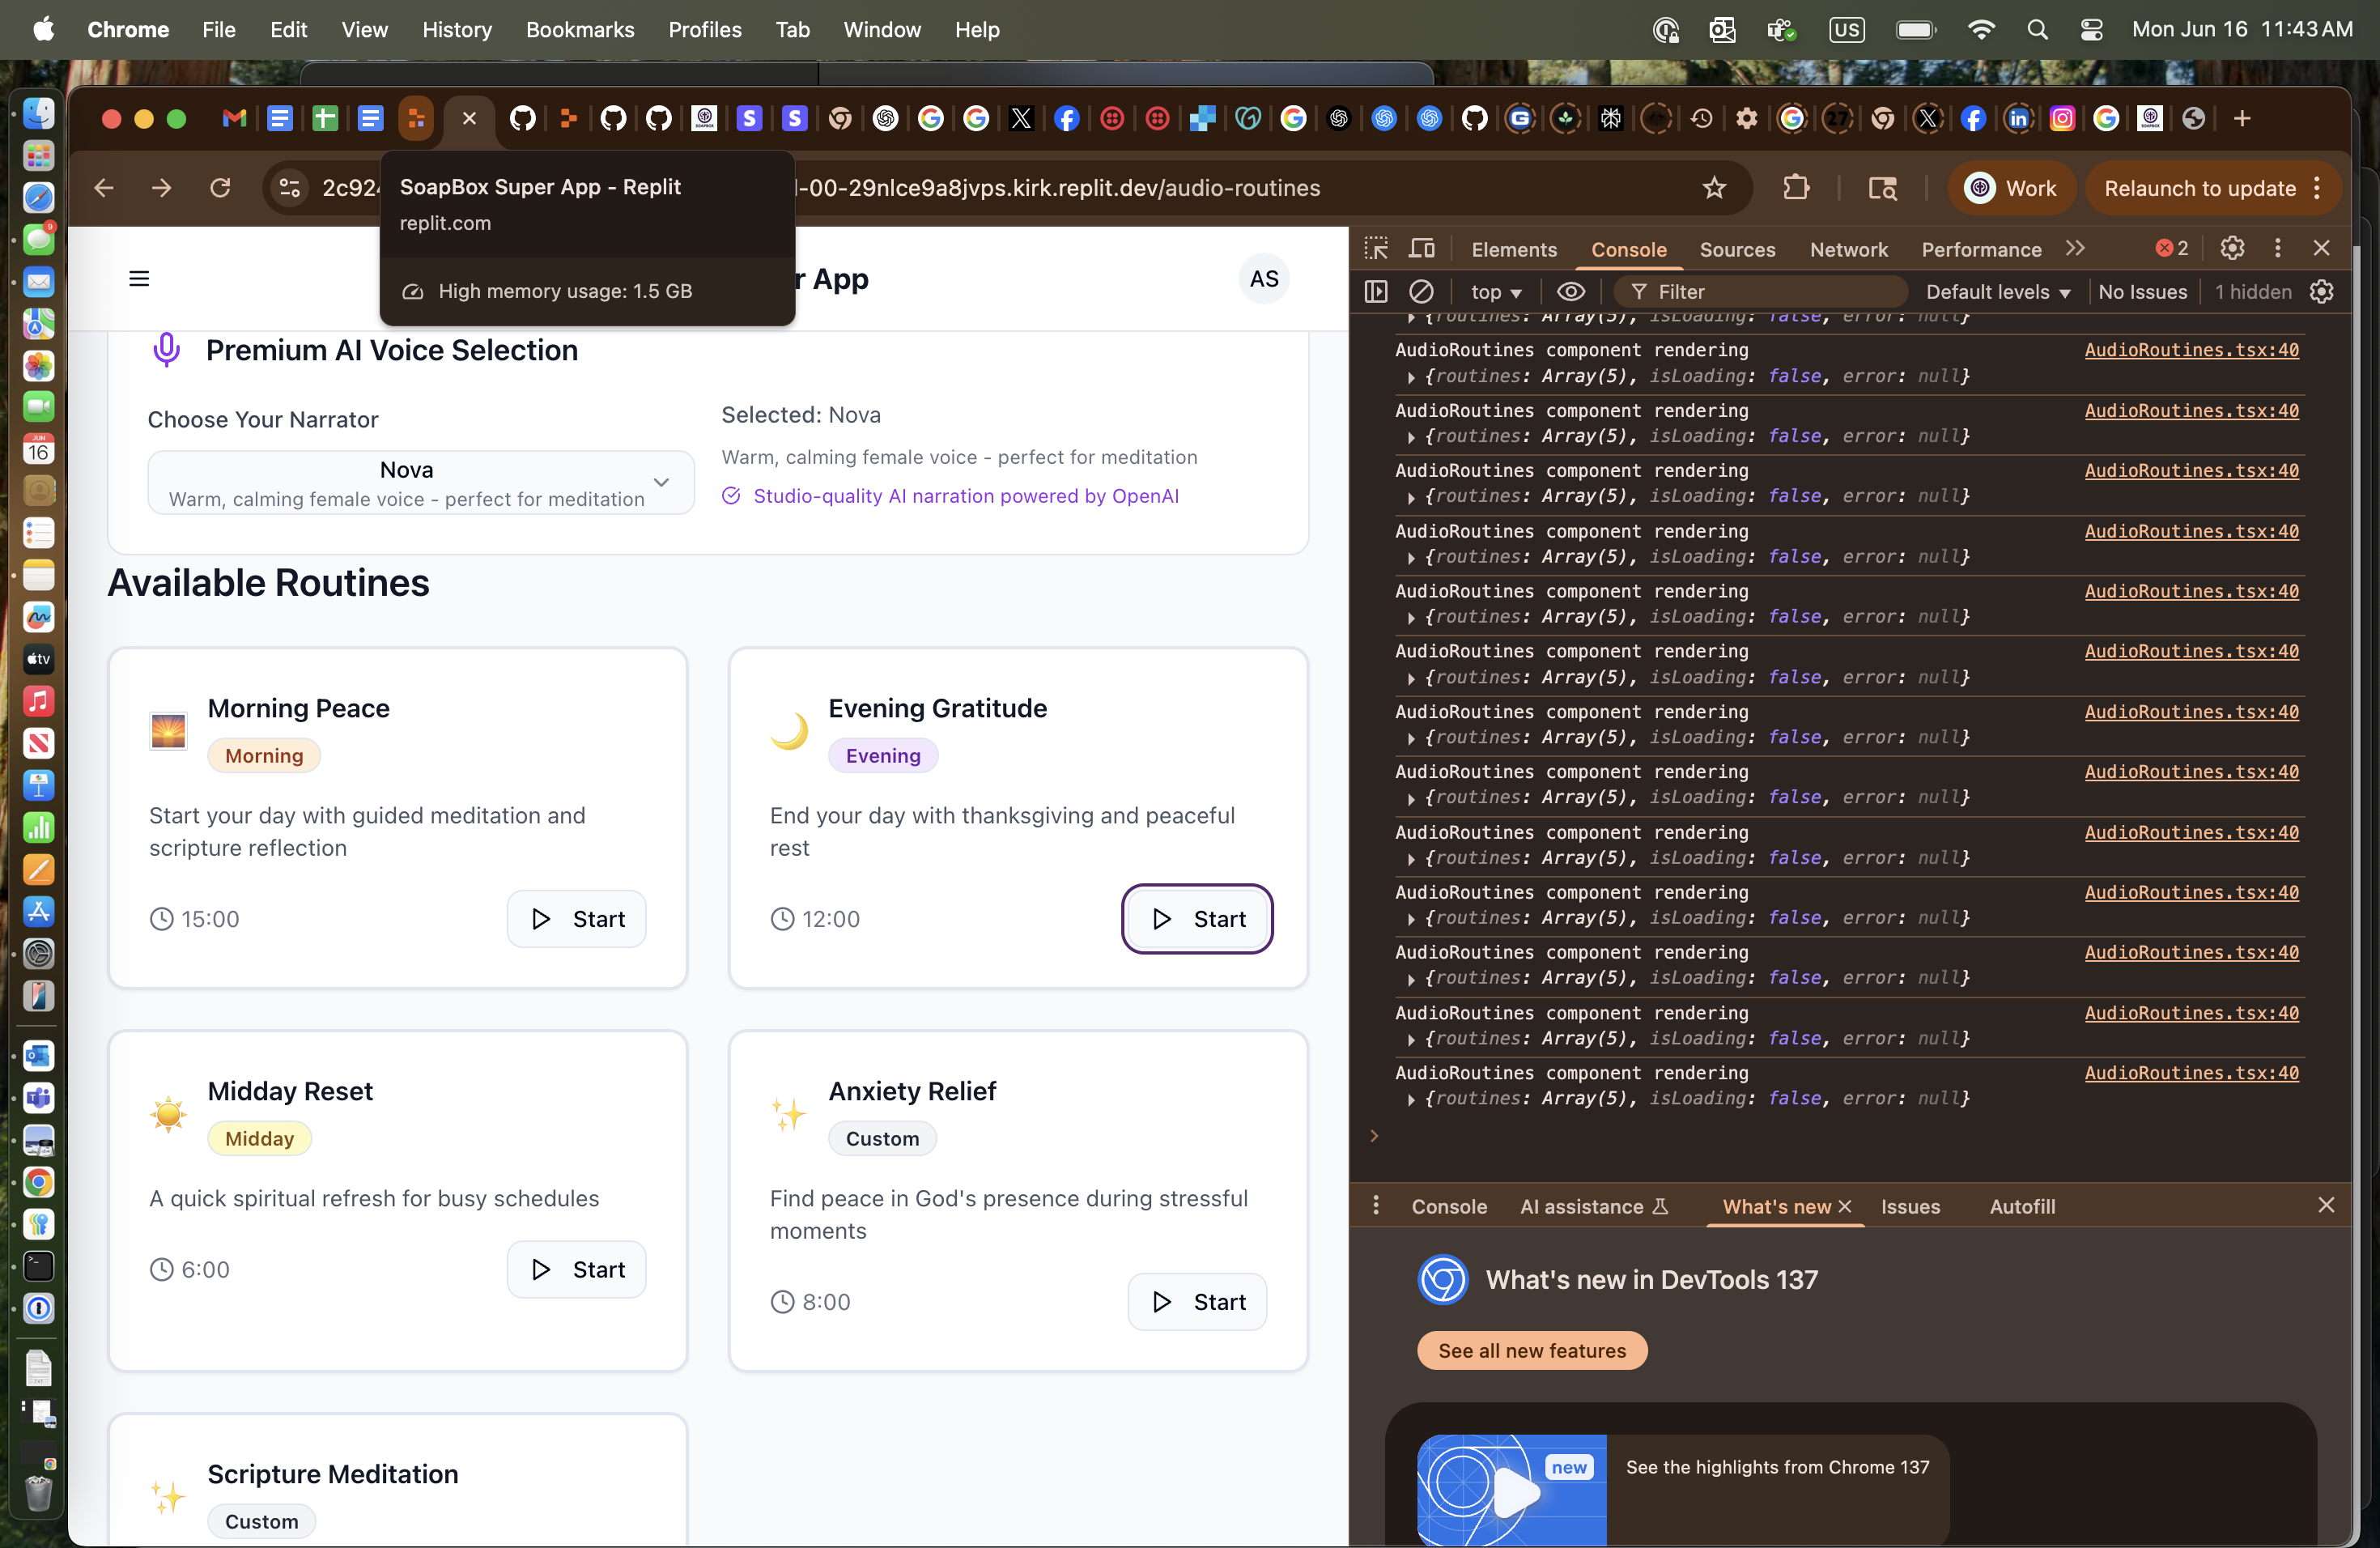 Chrome File Edit View History Bookmarks Profiles Tab Window Help
US Mon Jun 16 11:43 AM
2c924 -00-29nlce9a8jvps.kirk.replit.dev/audio-routines
Work Relaunch to update
SoapBox Super App - Replit
replit.com
High memory usage: 1.5 GB
r App
AS
Premium AI Voice Selection
Choose Your Narrator
Nova
Warm, calming female voice - perfect for meditation
Selected: Nova
Warm, calming female voice - perfect for meditation
Studio-quality AI narration powered by OpenAI
Available Routines
Morning Peace
Morning
Start your day with guided meditation and
scripture reflection
15:00
Start
Evening Gratitude
Evening
End your day with thanksgiving and peaceful
rest
12:00
Start
Midday Reset
Midday
A quick spiritual refresh for busy schedules
6:00
Start
Anxiety Relief
Custom
Find peace in God's presence during stressful
moments
8:00
Start
Scripture Meditation
Custom
Elements Console Sources Network Performance 2
top Filter Default levels No Issues 1 hidden
{routines: Array(5), isLoading: false, error: null}
AudioRoutines component rendering AudioRoutines.tsx:40
{routines: Array(5), isLoading: false, error: null}
AudioRoutines component rendering AudioRoutines.tsx:40
{routines: Array(5), isLoading: false, error: null}
AudioRoutines component rendering AudioRoutines.tsx:40
{routines: Array(5), isLoading: false, error: null}
AudioRoutines component rendering AudioRoutines.tsx:40
{routines: Array(5), isLoading: false, error: null}
AudioRoutines component rendering AudioRoutines.tsx:40
{routines: Array(5), isLoading: false, error: null}
AudioRoutines component rendering AudioRoutines.tsx:40
{routines: Array(5), isLoading: false, error: null}
AudioRoutines component rendering AudioRoutines.tsx:40
{routines: Array(5), isLoading: false, error: null}
AudioRoutines component rendering AudioRoutines.tsx:40
{routines: Array(5), isLoading: false, error: null}
AudioRoutines component rendering AudioRoutines.tsx:40
{routines: Array(5), isLoading: false, error: null}
AudioRoutines component rendering AudioRoutines.tsx:40
{routines: Array(5), isLoading: false, error: null}
AudioRoutines component rendering AudioRoutines.tsx:40
{routines: Array(5), isLoading: false, error: null}
AudioRoutines component rendering AudioRoutines.tsx:40
{routines: Array(5), isLoading: false, error: null}
AudioRoutines component rendering AudioRoutines.tsx:40
{routines: Array(5), isLoading: false, error: null}
Console AI assistance What's new Issues Autofill
What's new in DevTools 137
See all new features
new
See the highlights from Chrome 137
9
JUN
16
tv